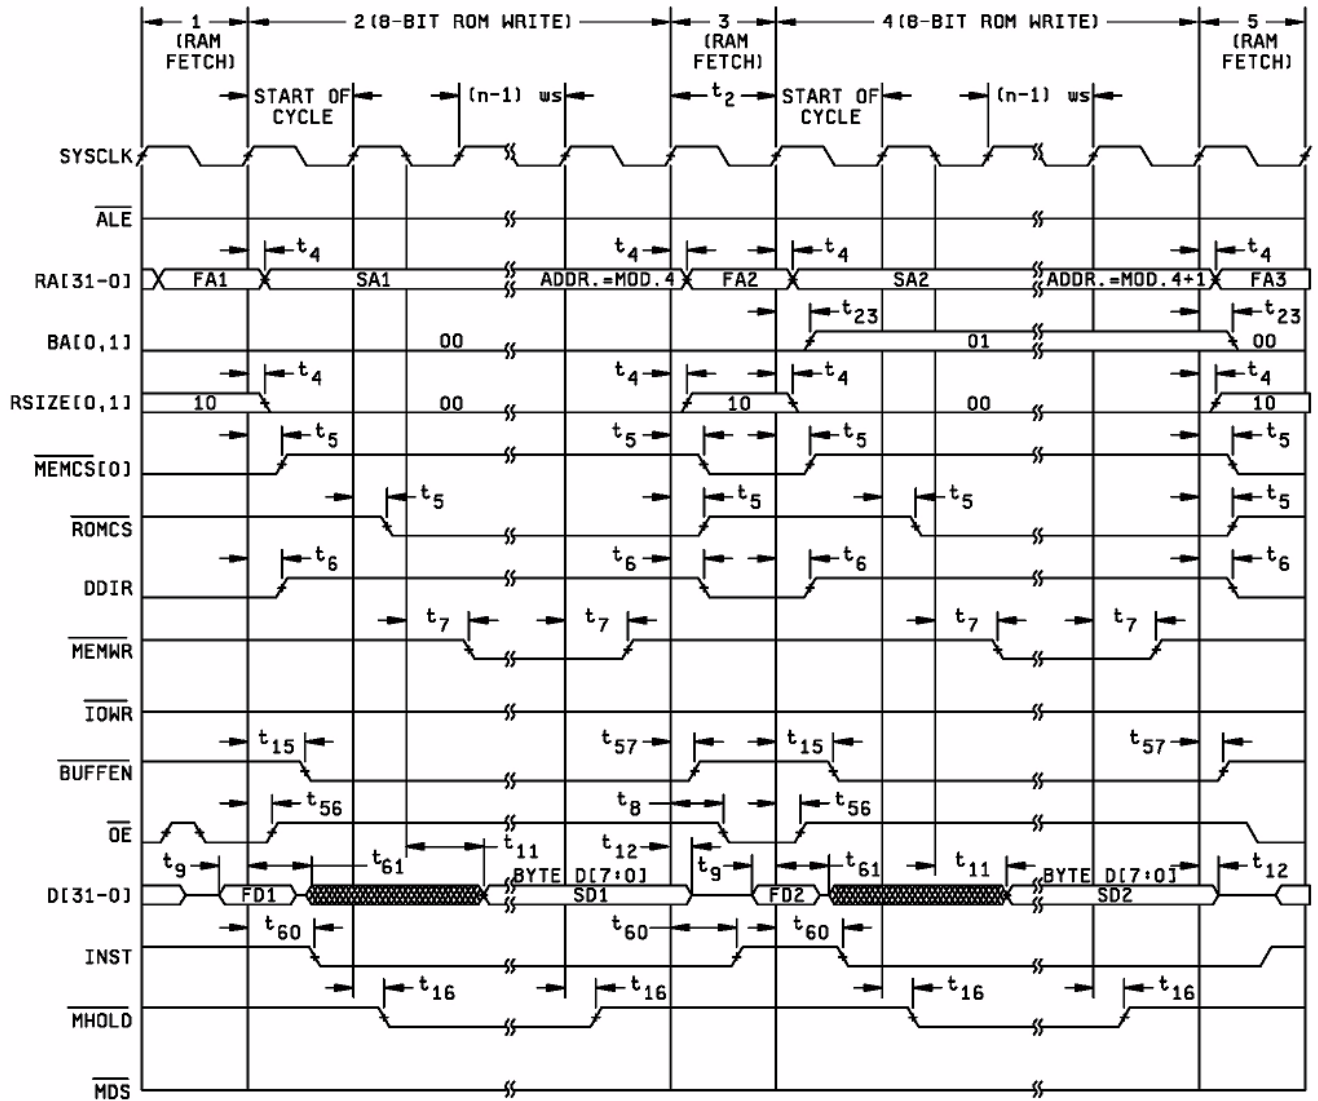 1 2(8-BIT ROM WRITE) 3 4(8-BIT ROM WRITE) 5
(RAM (RAM (RAM
FETCH) FETCH) FETCH)
START OF (n-1) ws t2 START OF (n-1) ws
CYCLE CYCLE
SYSCLK
ALE
t4 t4 t4 t4
RA[31-0] FA1 SA1 ADDR.=MOD.4 FA2 SA2 ADDR.=MOD.4+1 FA3
t23 t23
BA[0,1] 00 01 00
t4 t4 t4 t4
RSIZE[0,1] 10 00 10 00 10
t5 t5 t5 t5
MEMCS[0]
t5 t5 t5 t5
ROMCS
t6 t6 t6 t6
DDIR
t7 t7 t7 t7
MEMWR
IOWR
t15 t57 t15 t57
BUFFEN
t56 t8 t56
OE
t9 t61 t11 t12 t9 t61 t11 t12
BYTE D[7:0] BYTE D[7:0]
D[31-0] FD1 SD1 FD2 SD2
t60 t60 t60
INST
t16 t16 t16 t16
MHOLD
MDS